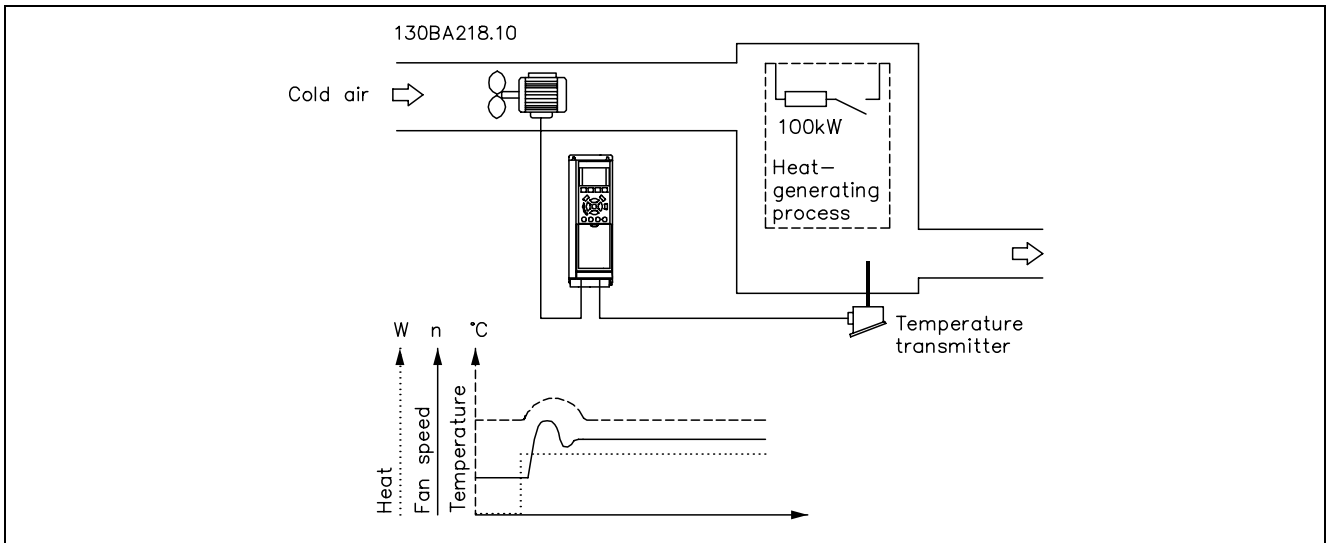 130BA218.10
Cold air
100kW
Heat-
generating
process
Temperature
transmitter
W n °C
Heat
Fan speed
Temperature